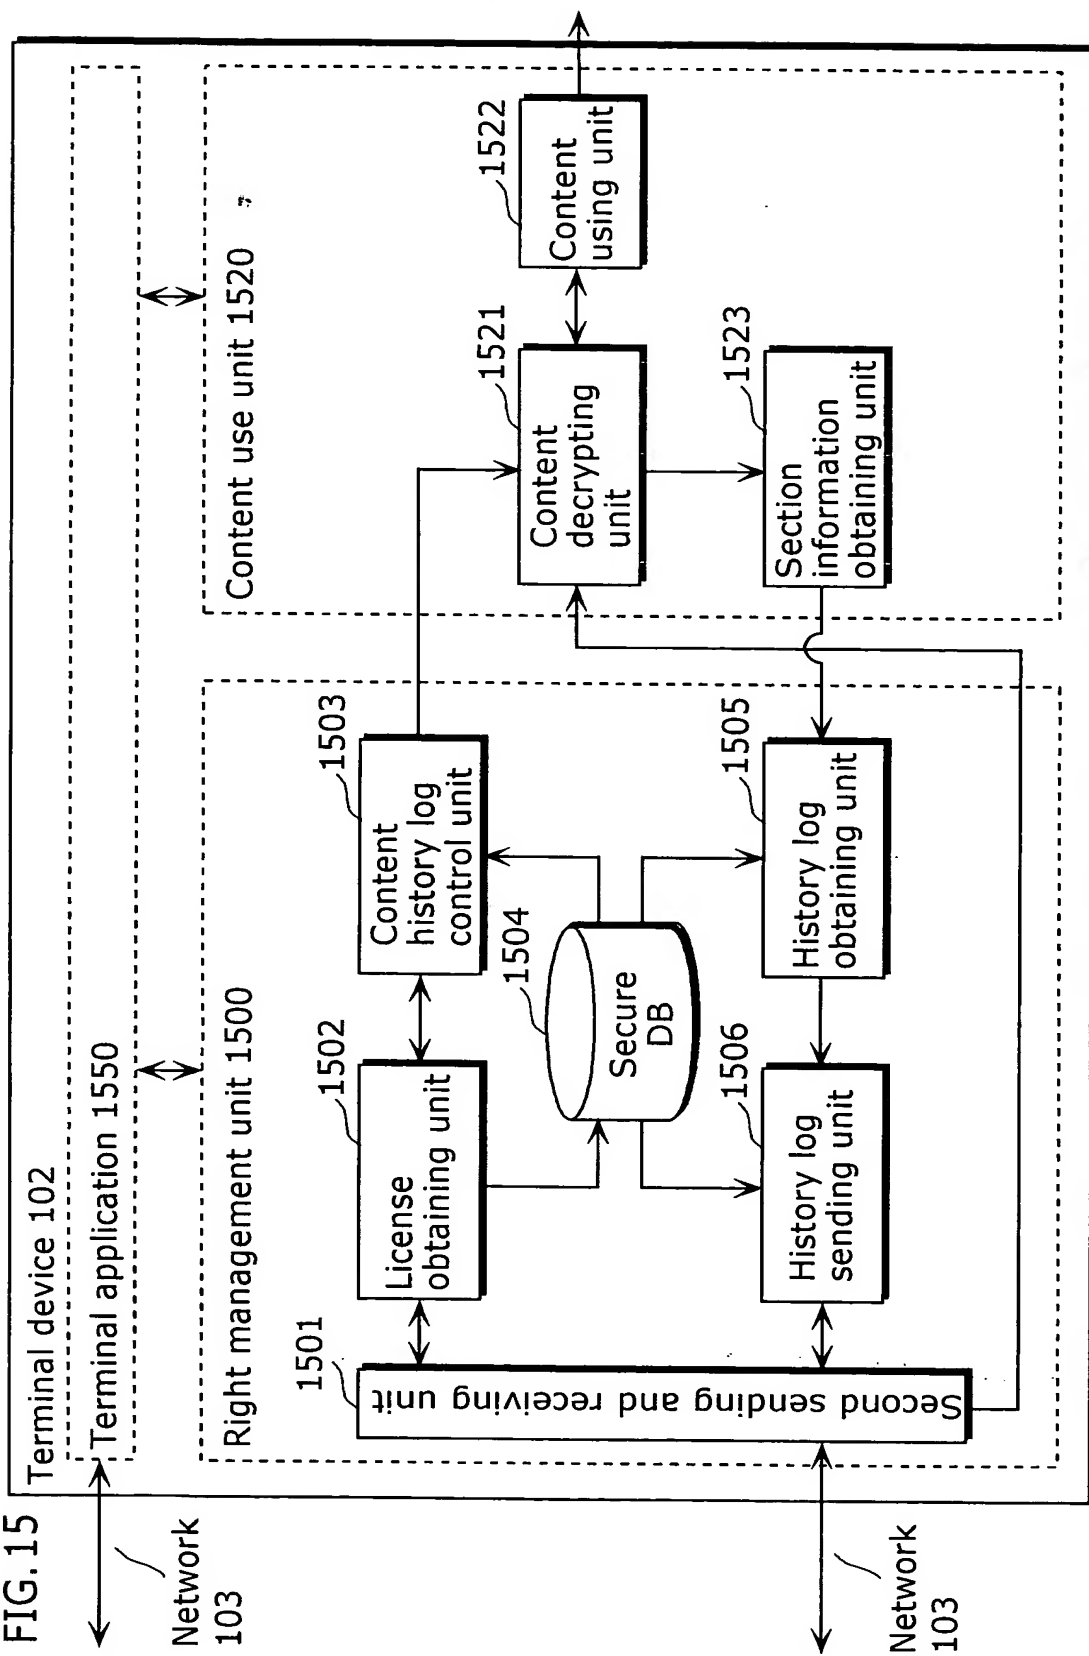 FIG. 15
Terminal device 102
Terminal application 1550
Network
103
Right management unit 1500
Content use unit 1520
1501
Second sending and receiving unit
1502
License
obtaining unit
1503
Content
history log
control unit
1504
Secure
DB
1505
History log
obtaining unit
1506
History log
sending unit
1521
Content
decrypting
unit
1522
Content
using unit
1523
Section
information
obtaining unit
Network
103